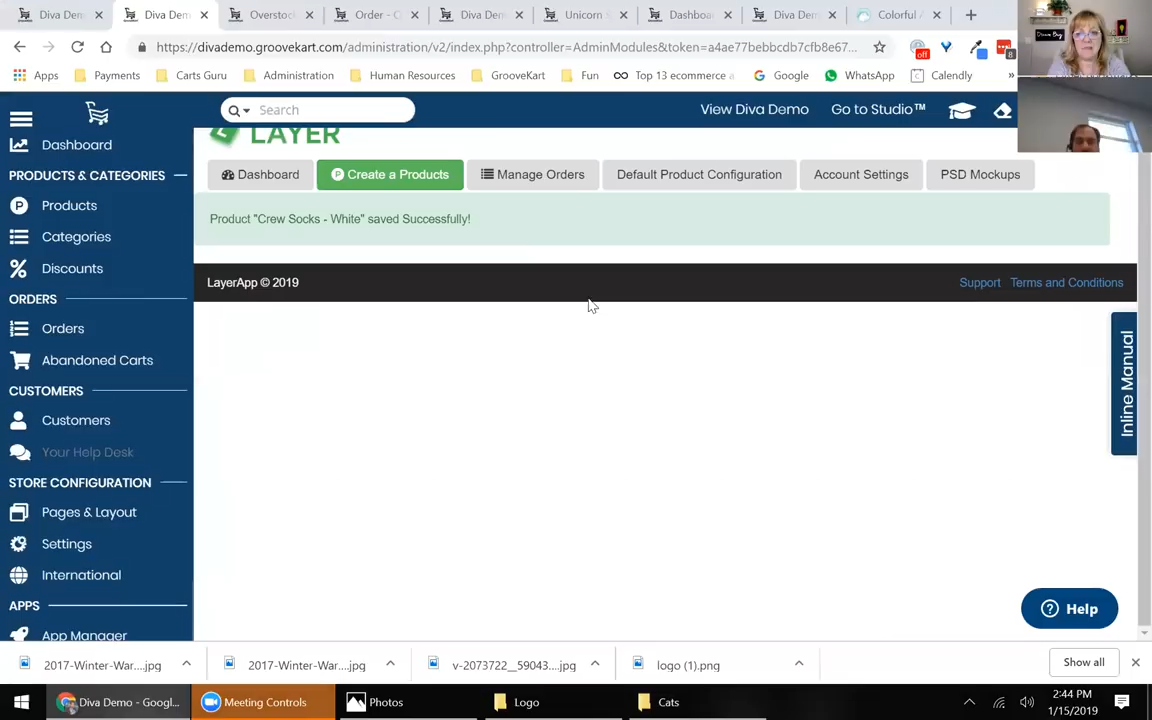 Diva Dem
Diva Dem
Overstoc
Order - C
Diva Dem
Unicorn S
Dashboa
Diva Dem
Colorful A
https://divademo.groovekart.com/administration/v2/index.php?controller=AdminModules&token=a4ae77bebbcdb7cfb8e67...
off
8
Apps
Payments
Carts Guru
Administration
Human Resources
GrooveKart
Fun
Top 13 ecommerce a
Google
WhatsApp
Calendly
»
Search
View Diva Demo
Go to Studio™
Dashboard
PRODUCTS & CATEGORIES
Products
Categories
Discounts
ORDERS
Orders
Abandoned Carts
CUSTOMERS
Customers
Your Help Desk
STORE CONFIGURATION
Pages & Layout
Settings
International
APPS
App Manager
LAYER
Dashboard
Create a Products
Manage Orders
Default Product Configuration
Account Settings
PSD Mockups
Product "Crew Socks - White" saved Successfully!
LayerApp © 2019
Support
Terms and Conditions
Inline Manual
Help
2017-Winter-War....jpg
2017-Winter-War....jpg
v-2073722__59043....jpg
logo (1).png
Show all
Diva Demo - Googl...
Meeting Controls
Photos
Logo
Cats
2:44 PM
1/15/2019